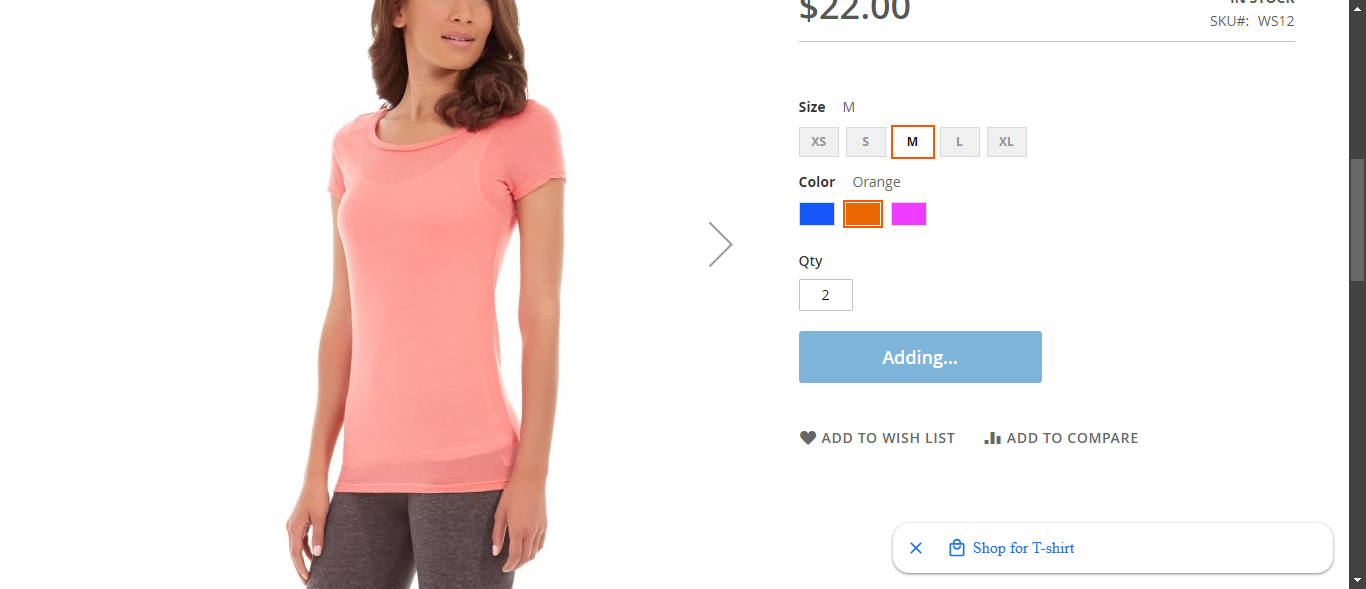 $22.00
IN STOCK
SKU#: WS12
Size M
XS S M L XL
Color Orange
Qty
2
Adding...
ADD TO WISH LIST ADD TO COMPARE
Shop for T-shirt